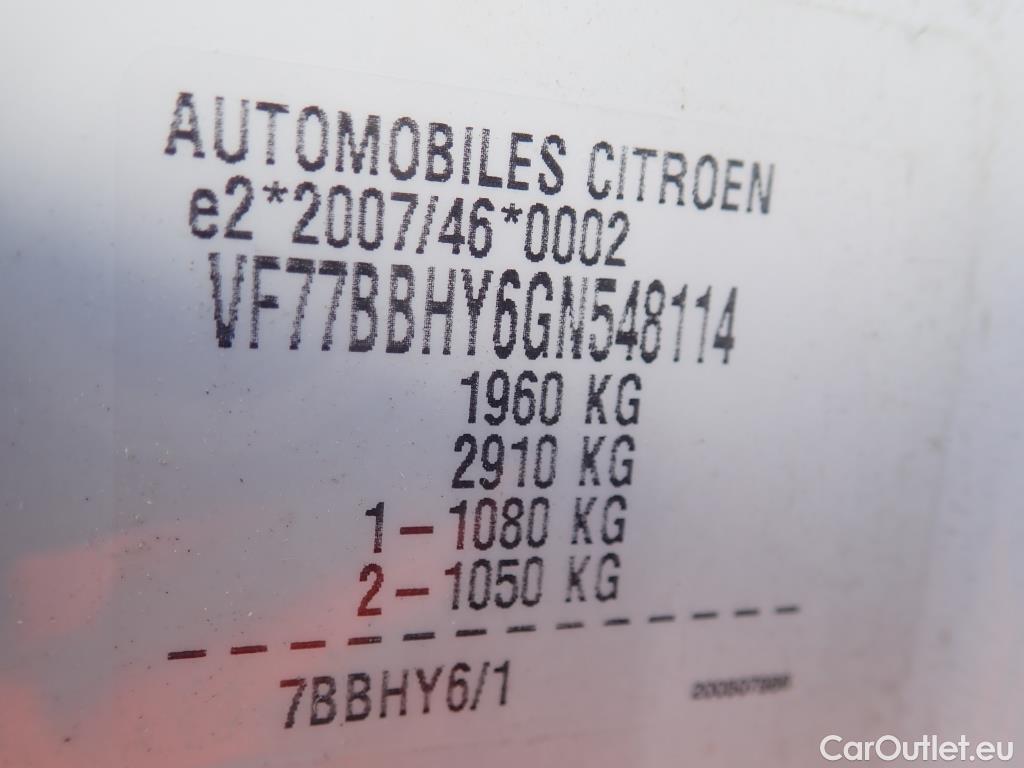 AUTOMOBILES CITROEN
e2*2007/46*0002
VF77BBHY6GN548114
1960 KG
2910 KG
1-1080 KG
2-1050 KG
7BBHY6/1
CarOutlet.eu